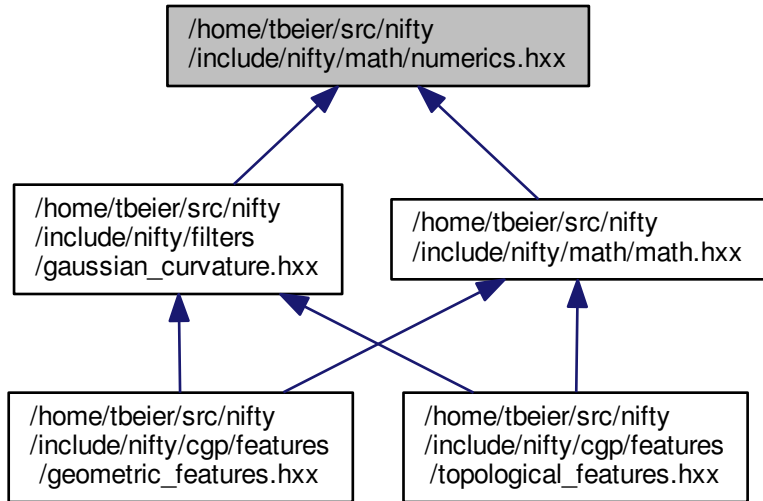 /home/tbeier/src/nifty
/include/nifty/math/numerics.hxx
/home/tbeier/src/nifty
/include/nifty/filters
/gaussian_curvature.hxx
/home/tbeier/src/nifty
/include/nifty/math/math.hxx
/home/tbeier/src/nifty
/include/nifty/cgp/features
/geometric_features.hxx
/home/tbeier/src/nifty
/include/nifty/cgp/features
/topological_features.hxx